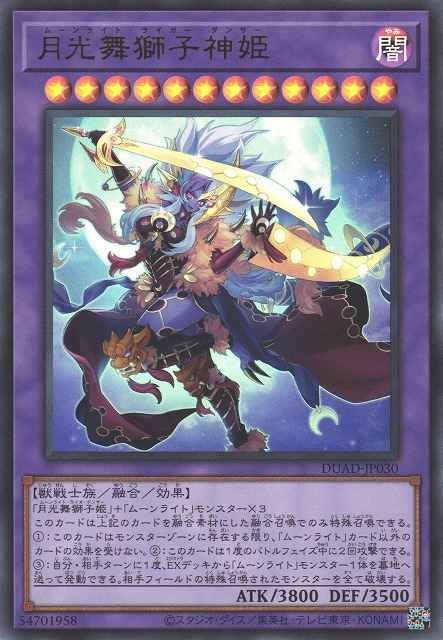 ムーンライト・ライガー・ダンサー
月光舞獅子神姫
やみ
闇
DUAD-JP030
【獣戦士族／融合／効果】
「月光舞獅子姫」＋「ムーンライト」モンスター×３
このカードは上記のカードを融合素材にした融合召喚でのみ特殊召喚できる。
①：このカードはモンスターゾーンに存在する限り、「ムーンライト」カード以外の
カードの効果を受けない。②：このカードは１度のバトルフェイズ中に２回攻撃できる。
③：自分・相手ターンに１度、EXデッキから「ムーンライト」モンスター１体を墓地へ
送って発動できる。相手フィールドの特殊召喚されたモンスターを全て破壊する。
ATK/3800 DEF/3500
54701958 ©スタジオ・ダイス／集英社・テレビ東京・KONAMI